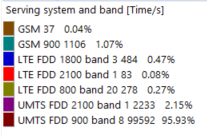 Serving system and band [Time/s]
GSM 37 0.04%
GSM 900 1106 1.07%
LTE FDD 1800 band 3 484 0.47%
LTE FDD 2100 band 1 83 0.08%
LTE FDD 800 band 20 278 0.27%
UMTS FDD 2100 band 1 2233 2.15%
UMTS FDD 900 band 8 99592 95.93%